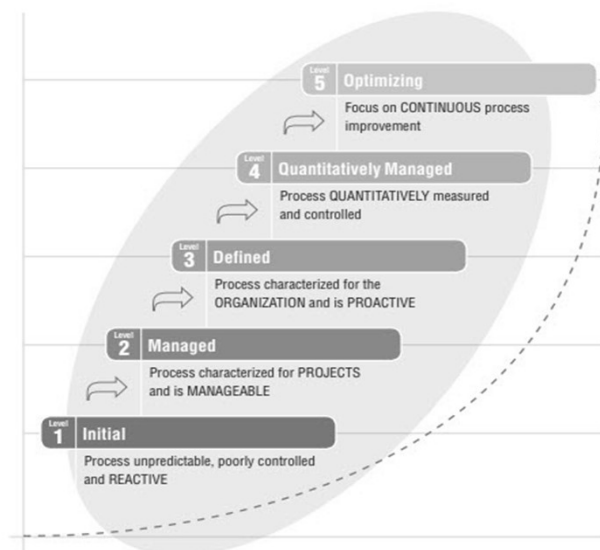 Level 5 Optimizing
Focus on CONTINUOUS process
improvement
Level 4 Quantitatively Managed
Process QUANTITATIVELY measured
and controlled
Level 3 Defined
Process characterized for the
ORGANIZATION and is PROACTIVE
Level 2 Managed
Process characterized for PROJECTS
and is MANAGEABLE
Level 1 Initial
Process unpredictable, poorly controlled
and REACTIVE